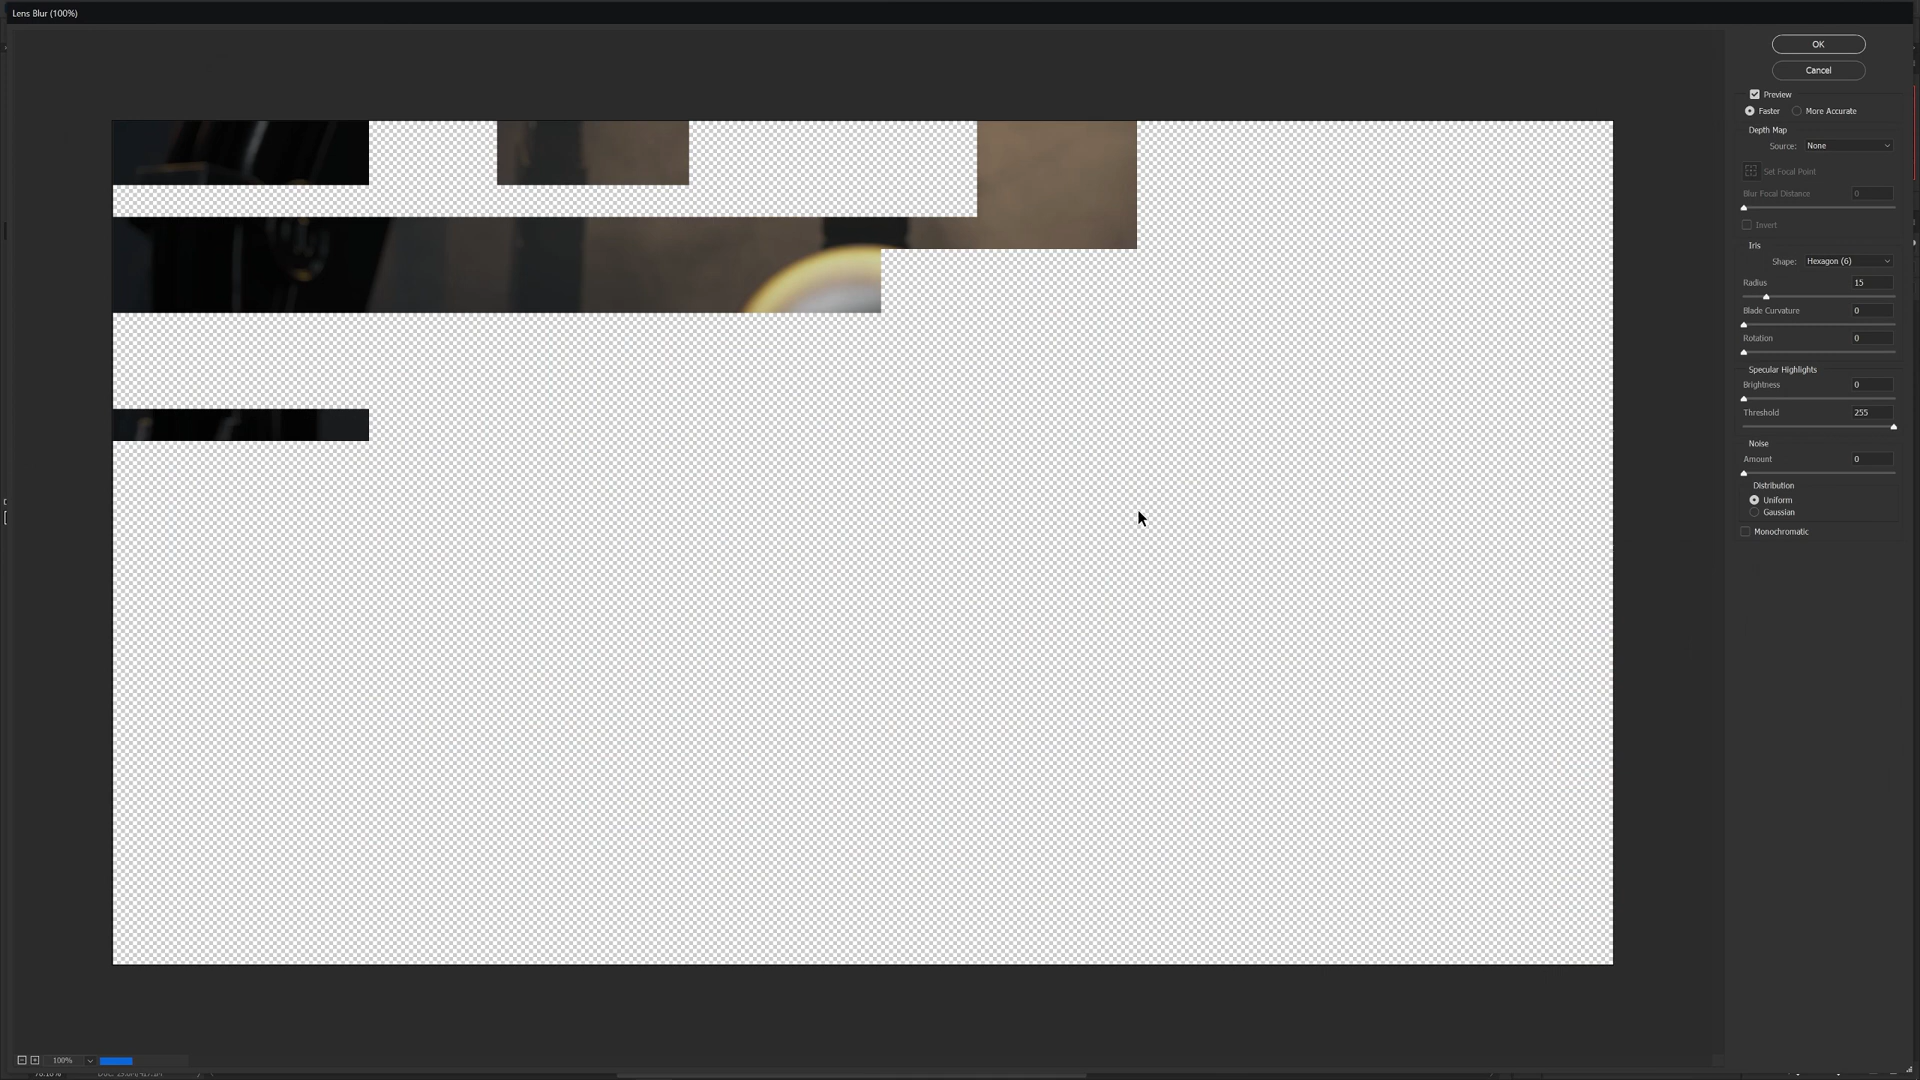 Lens Blur (100%)
OK
Cancel
Preview
Faster
More Accurate
Depth Map
Source: None
Set Focal Point
Blur Focal Distance 0
Invert
Iris
Shape: Hexagon (6)
Radius 15
Blade Curvature 0
Rotation 0
Specular Highlights
Brightness 0
Threshold 255
Noise
Amount 0
Distribution
Uniform
Gaussian
Monochromatic
100%